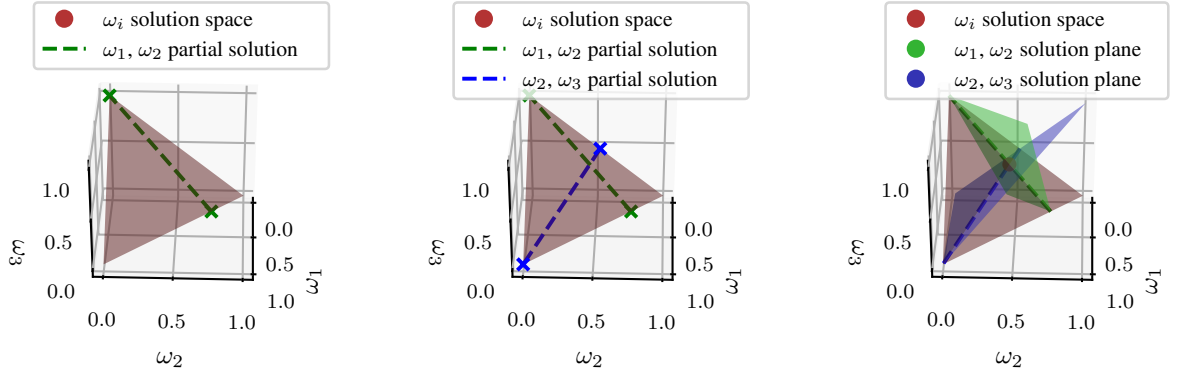 ω_i solution space
ω_1, ω_2 partial solution
1.0
0.5
0.0
ω3
0.0
0.5
1.0
ω_1
0.0
0.5
1.0
ω_2
ω_i solution space
ω_1, ω_2 partial solution
ω_2, ω_3 partial solution
1.0
0.5
0.0
ω3
0.0
0.5
1.0
ω_1
0.0
0.5
1.0
ω_2
ω_i solution space
ω_1, ω_2 solution plane
ω_2, ω_3 solution plane
1.0
0.5
0.0
ω3
0.0
0.5
1.0
ω_1
0.0
0.5
1.0
ω_2